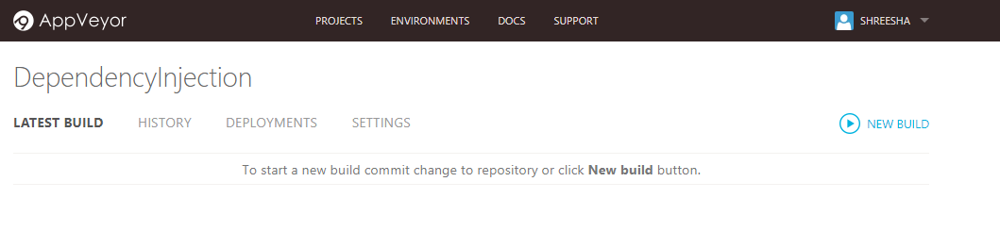 AppVeyor PROJECTS ENVIRONMENTS DOCS SUPPORT SHREESHA
DependencyInjection
LATEST BUILD HISTORY DEPLOYMENTS SETTINGS NEW BUILD
To start a new build commit change to repository or click New build button.